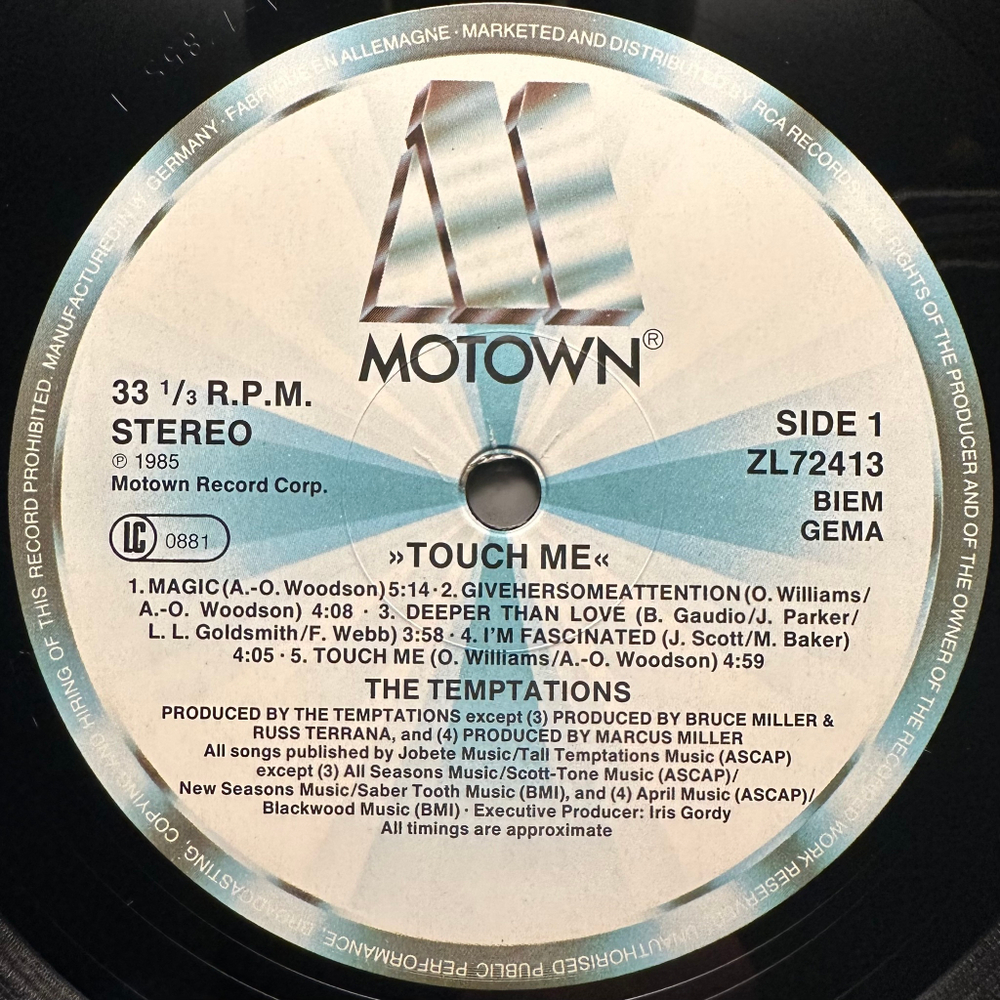 MANUFACTURED IN W. GERMANY · FABRIQUE EN ALLEMAGNE · MARKETED AND DISTRIBUTED BY RCA RECORDS · ALL RIGHTS OF THE PRODUCER AND OF THE OWNER OF THE RECORDED WORK RESERVED. UNAUTHORISED PUBLIC PERFORMANCE, BROADCASTING, COPYING AND HIRING OF THIS RECORD PROHIBITED.
MOTOWN®
33 1/3 R.P.M.
STEREO
℗ 1985
Motown Record Corp.
LC 0881
SIDE 1
ZL72413
BIEM
GEMA
»TOUCH ME«
1. MAGIC (A.-O. Woodson) 5:14 · 2. GIVEHERSOMEATTENTION (O. Williams/
A.-O. Woodson) 4:08 · 3. DEEPER THAN LOVE (B. Gaudio/J. Parker/
L. L. Goldsmith/F. Webb) 3:58 · 4. I'M FASCINATED (J. Scott/M. Baker)
4:05 · 5. TOUCH ME (O. Williams/A.-O. Woodson) 4:59
THE TEMPTATIONS
PRODUCED BY THE TEMPTATIONS except (3) PRODUCED BY BRUCE MILLER &
RUSS TERRANA, and (4) PRODUCED BY MARCUS MILLER
All songs published by Jobete Music/Tall Temptations Music (ASCAP)
except (3) All Seasons Music/Scott-Tone Music (ASCAP)/
New Seasons Music/Saber Tooth Music (BMI), and (4) April Music (ASCAP)/
Blackwood Music (BMI) · Executive Producer: Iris Gordy
All timings are approximate